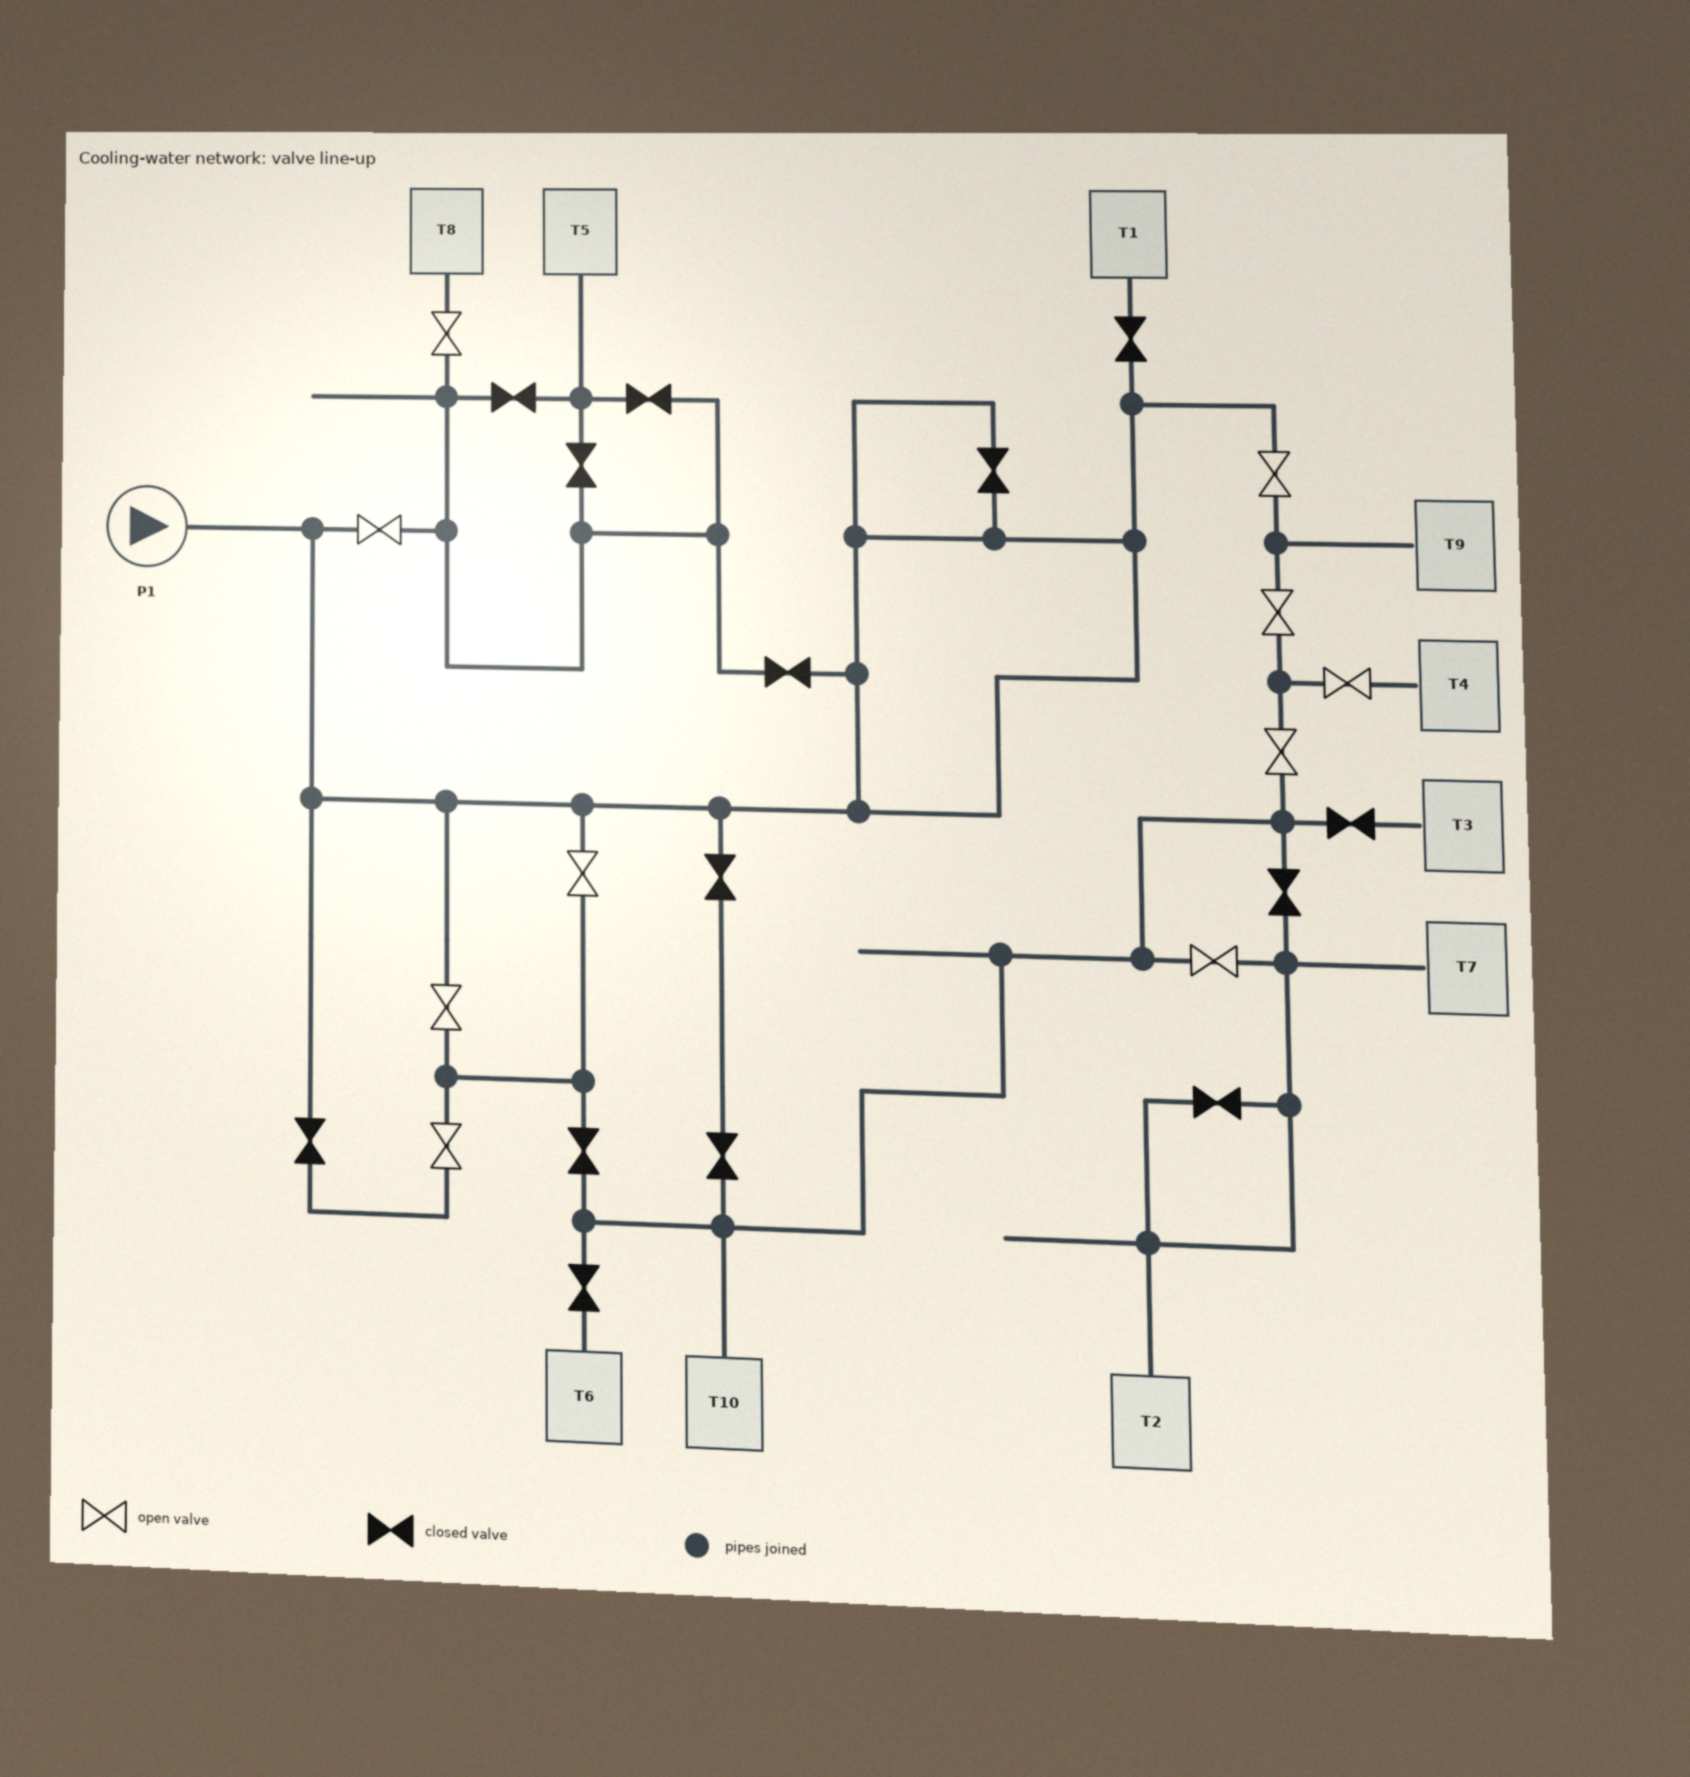 Cooling-water network: valve line-up
T8
T5
T1
P1
T9
T4
T3
T7
T6
T10
T2
open valve
closed valve
pipes joined